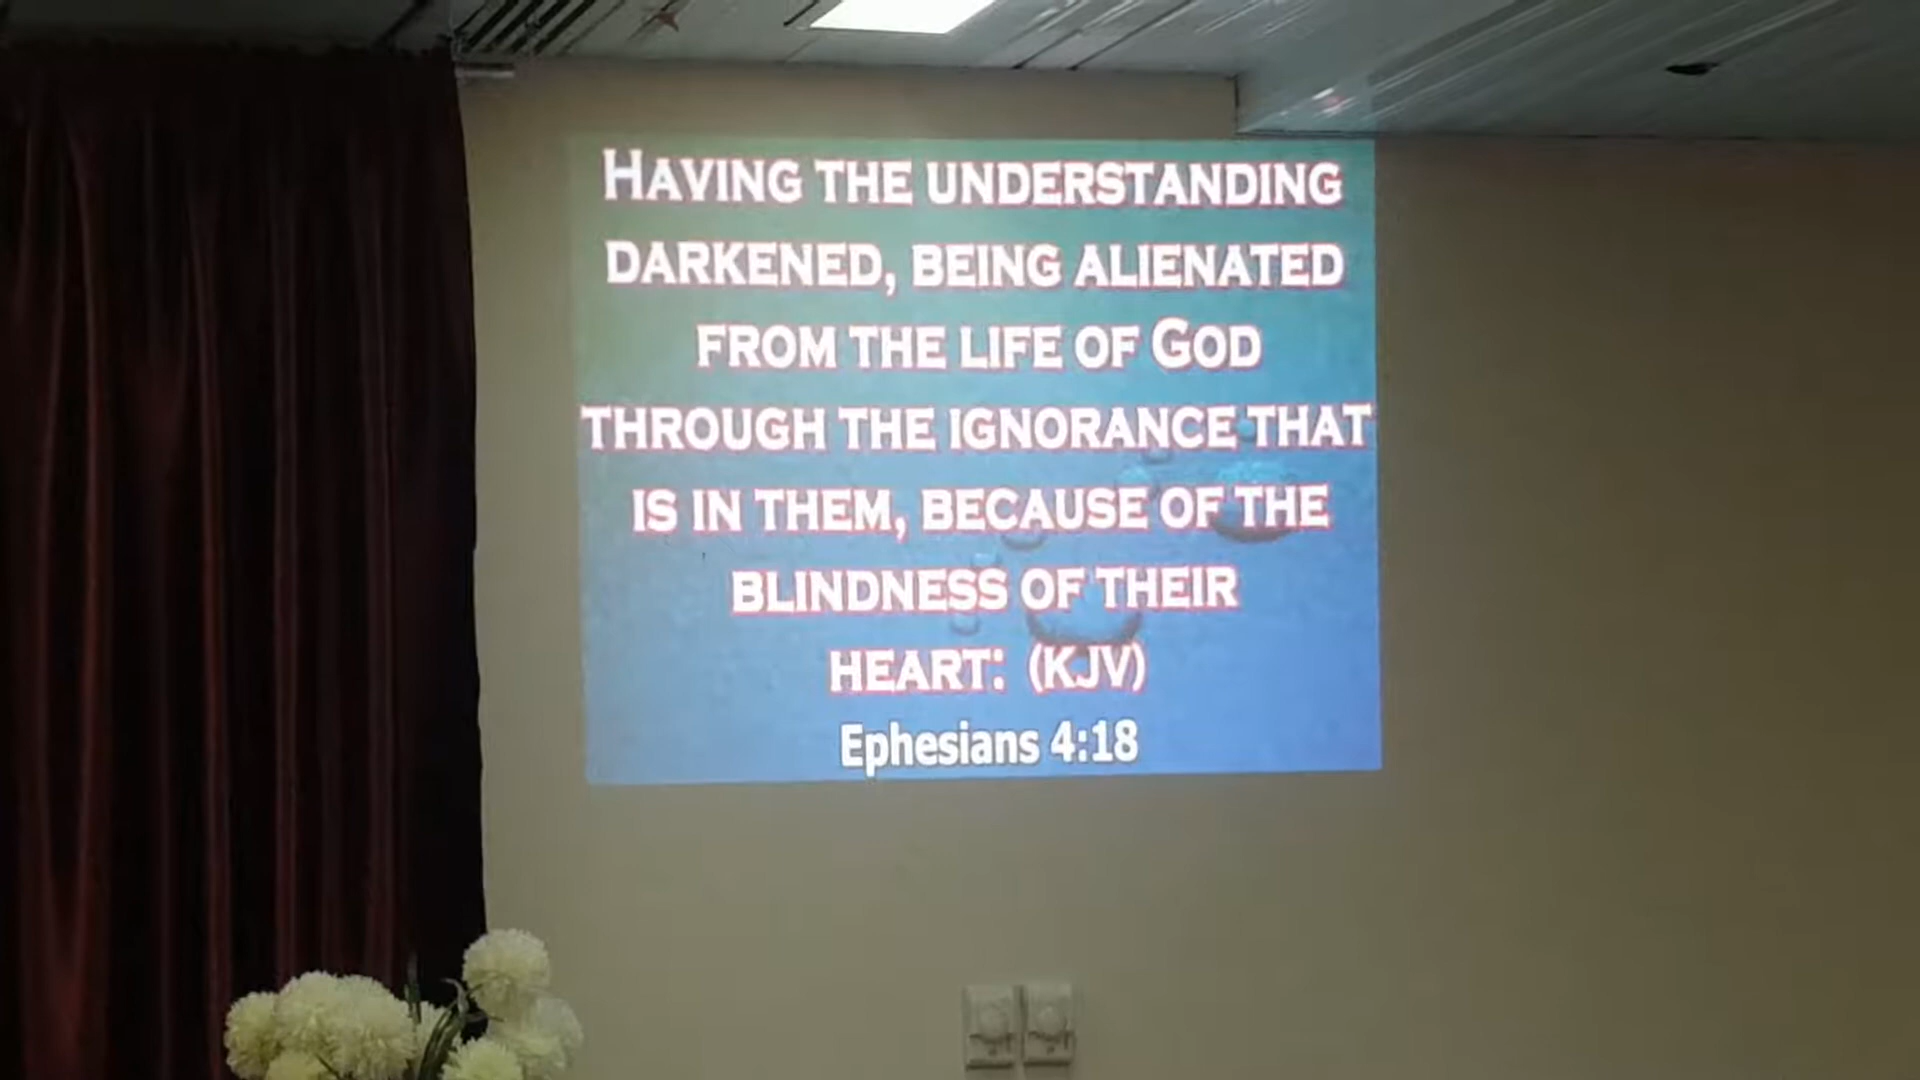 HAVING THE UNDERSTANDING
DARKENED, BEING ALIENATED
FROM THE LIFE OF GOD
THROUGH THE IGNORANCE THAT
IS IN THEM, BECAUSE OF THE
BLINDNESS OF THEIR
HEART: (KJV)
Ephesians 4:18